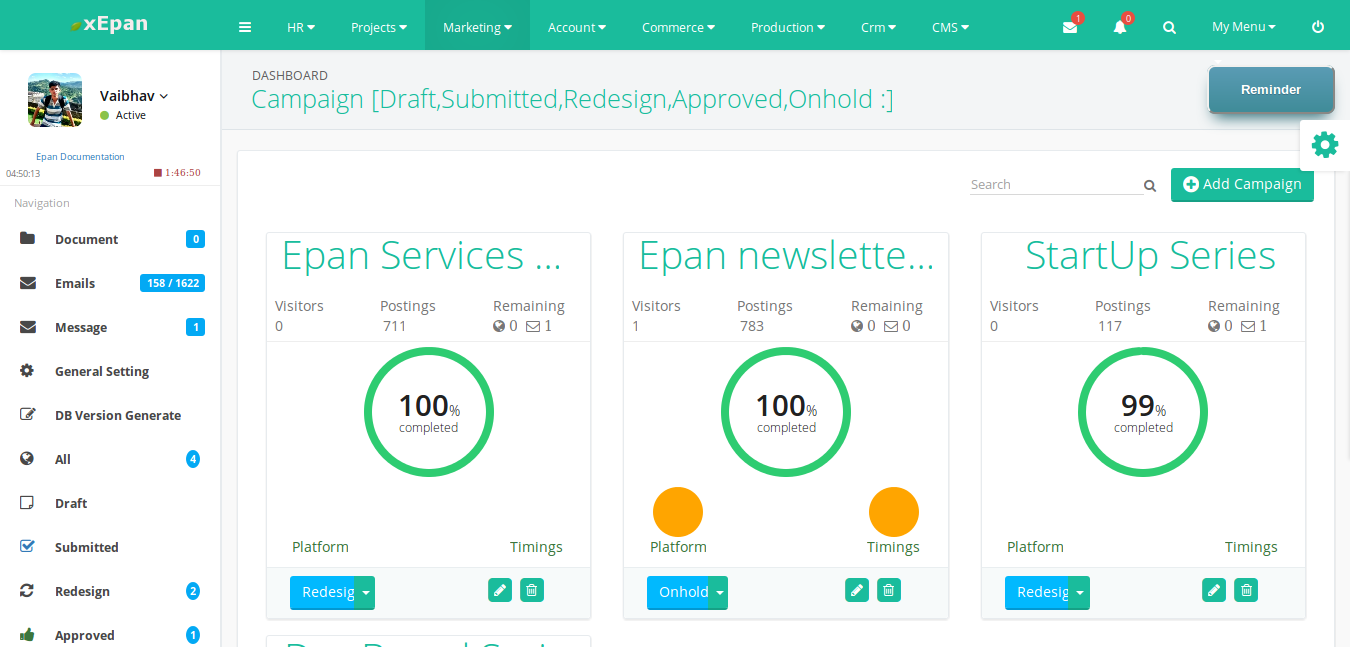 xEpan
HR
Projects
Marketing
Account
Commerce
Production
Crm
CMS
1
0
My Menu
Vaibhav
Active
Epan Documentation
04:50:13
1:46:50
Navigation
Document 0
Emails 158 / 1622
Message 1
General Setting
DB Version Generate
All 4
Draft
Submitted
Redesign 2
Approved 1
DASHBOARD
Campaign [Draft,Submitted,Redesign,Approved,Onhold :]
Reminder
Search
Add Campaign
Epan Services ...
Visitors Postings Remaining
0 711 0 1
100%
completed
Platform Timings
Redesig
Epan newslette...
Visitors Postings Remaining
1 783 0 0
100%
completed
Platform Timings
Onhold
StartUp Series
Visitors Postings Remaining
0 117 0 1
99%
completed
Platform Timings
Redesig